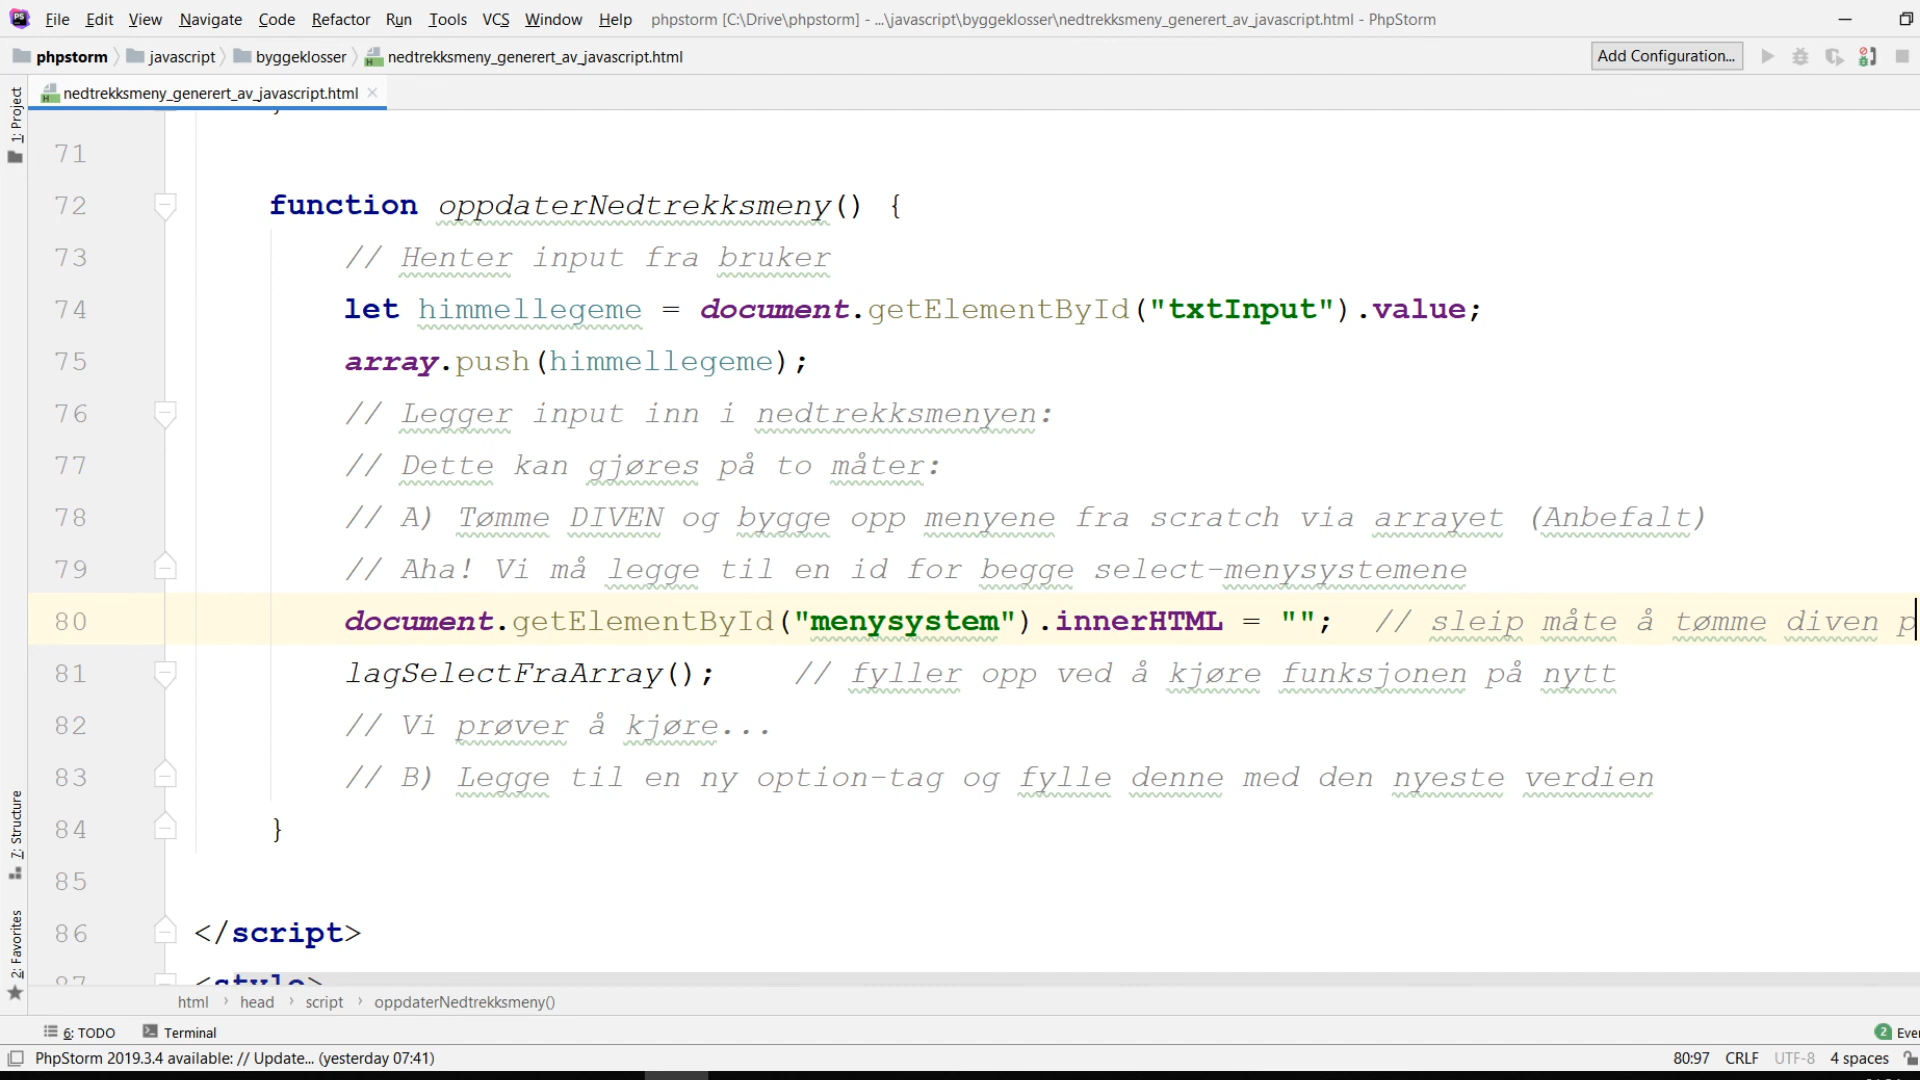 File Edit View Navigate Code Refactor Run Tools VCS Window Help phpstorm [C:\Drive\phpstorm] - ...\javascript\byggeklosser\nedtrekksmeny_generert_av_javascript.html - PhpStorm
phpstorm javascript byggeklosser nedtrekksmeny_generert_av_javascript.html Add Configuration...
nedtrekksmeny_generert_av_javascript.html
1: Project
71
72 function oppdaterNedtrekksmeny() {
73 // Henter input fra bruker
74 let himmellegeme = document.getElementById("txtInput").value;
75 array.push(himmellegeme);
76 // Legger input inn i nedtrekksmenyen:
77 // Dette kan gjøres på to måter:
78 // A) Tømme DIVEN og bygge opp menyene fra scratch via arrayet (Anbefalt)
79 // Aha! Vi må legge til en id for begge select-menysystemene
80 document.getElementById("menysystem").innerHTML = ""; // sleip måte å tømme diven p
81 lagSelectFraArray(); // fyller opp ved å kjøre funksjonen på nytt
82 // Vi prøver å kjøre...
83 // B) Legge til en ny option-tag og fylle denne med den nyeste verdien
84 }
85
86 </script>
87 <style>
7: Structure
2: Favorites
html head script oppdaterNedtrekksmeny()
6: TODO Terminal 2 Eve
PhpStorm 2019.3.4 available: // Update... (yesterday 07:41) 80:97 CRLF UTF-8 4 spaces